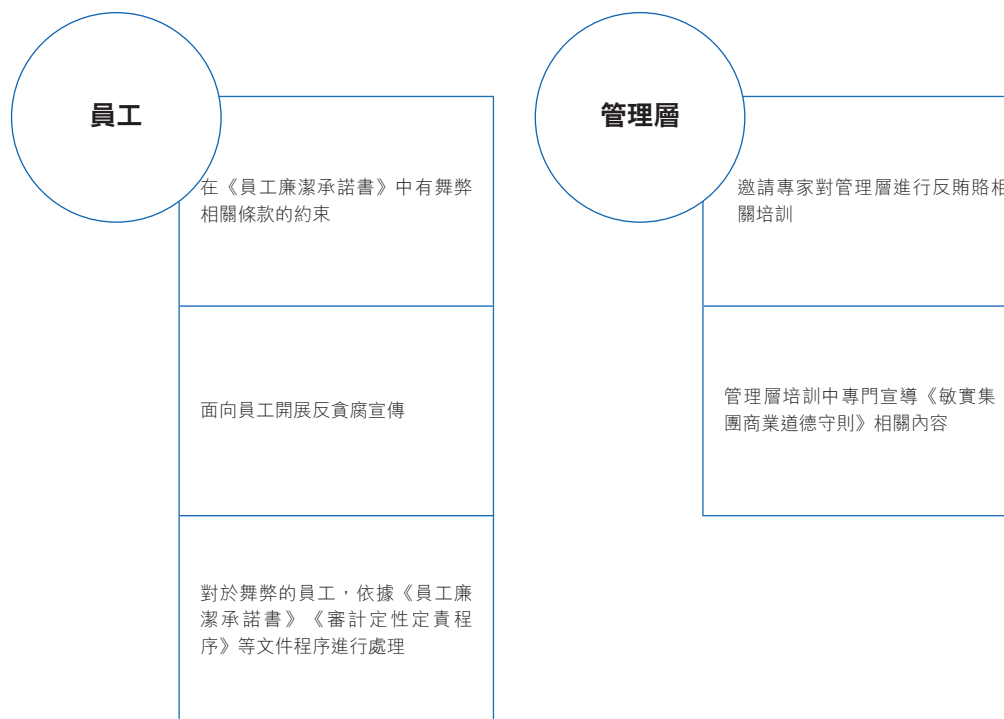 員工
在《員工廉潔承諾書》中有舞弊
相關條款的約束
面向員工開展反貪腐宣傳
對於舞弊的員工，依據《員工廉
潔承諾書》《審計定性定責程
序》等文件程序進行處理
管理層
邀請專家對管理層進行反賄賂相
關培訓
管理層培訓中專門宣導《敏實集
團商業道德守則》相關內容